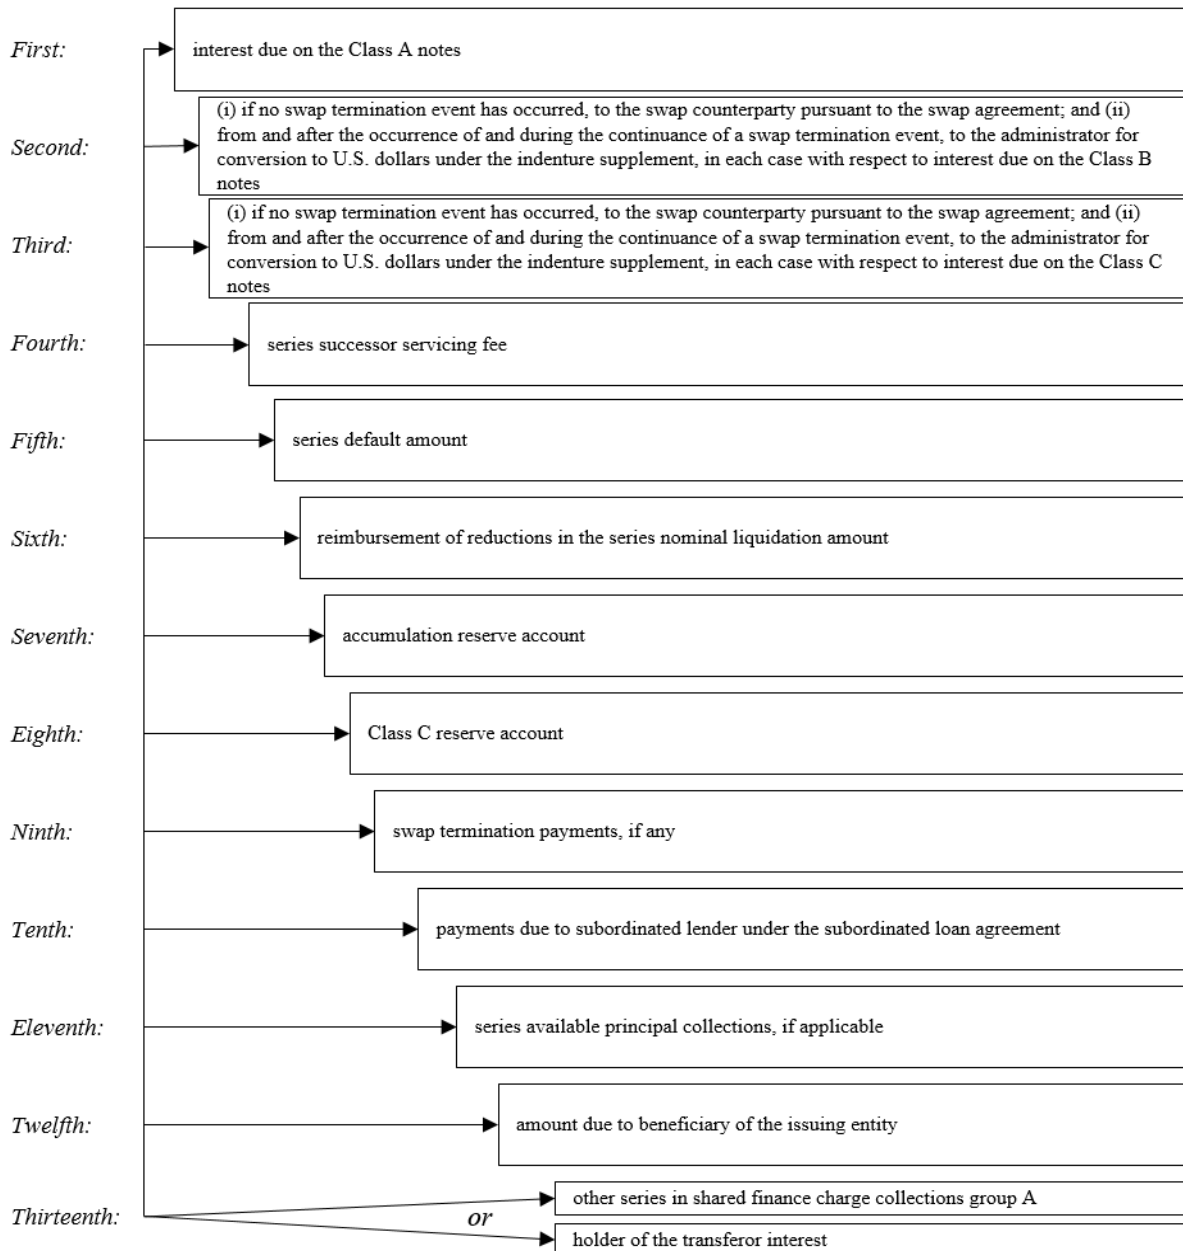 First:
interest due on the Class A notes
Second:
(i) if no swap termination event has occurred, to the swap counterparty pursuant to the swap agreement; and (ii)
from and after the occurrence of and during the continuance of a swap termination event, to the administrator for
conversion to U.S. dollars under the indenture supplement, in each case with respect to interest due on the Class B
notes
Third:
(i) if no swap termination event has occurred, to the swap counterparty pursuant to the swap agreement; and (ii)
from and after the occurrence of and during the continuance of a swap termination event, to the administrator for
conversion to U.S. dollars under the indenture supplement, in each case with respect to interest due on the Class C
notes
Fourth:
series successor servicing fee
Fifth:
series default amount
Sixth:
reimbursement of reductions in the series nominal liquidation amount
Seventh:
accumulation reserve account
Eighth:
Class C reserve account
Ninth:
swap termination payments, if any
Tenth:
payments due to subordinated lender under the subordinated loan agreement
Eleventh:
series available principal collections, if applicable
Twelfth:
amount due to beneficiary of the issuing entity
Thirteenth:
other series in shared finance charge collections group A
or
holder of the transferor interest